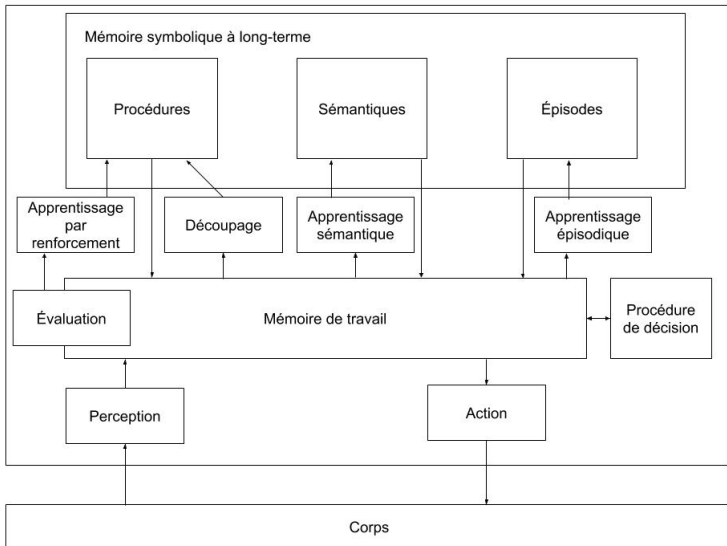 Mémoire symbolique à long-terme
Procédures
Sémantiques
Épisodes
Apprentissage
par
renforcement
Découpage
Apprentissage
sémantique
Apprentissage
épisodique
Évaluation
Mémoire de travail
Procédure
de décision
Perception
Action
Corps